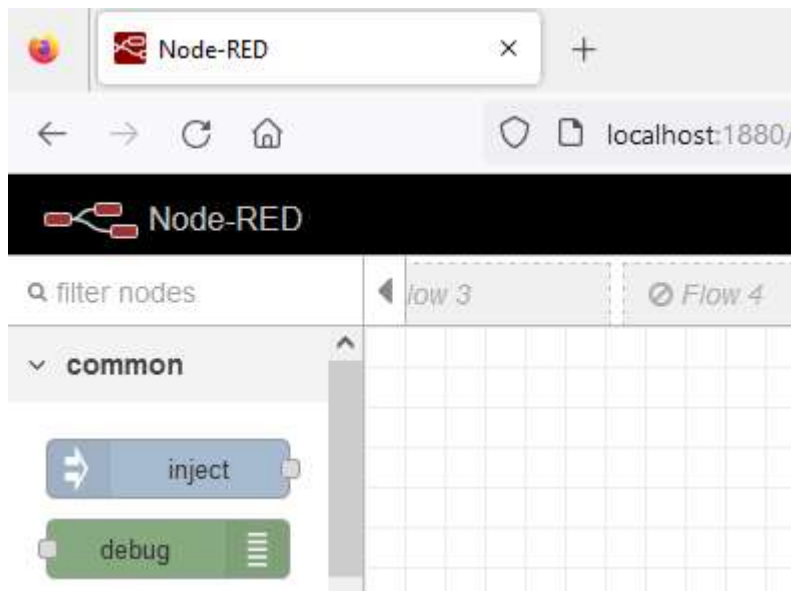 Node-RED
localhost:1880/
Node-RED
filter nodes
low 3
Flow 4
common
inject
debug